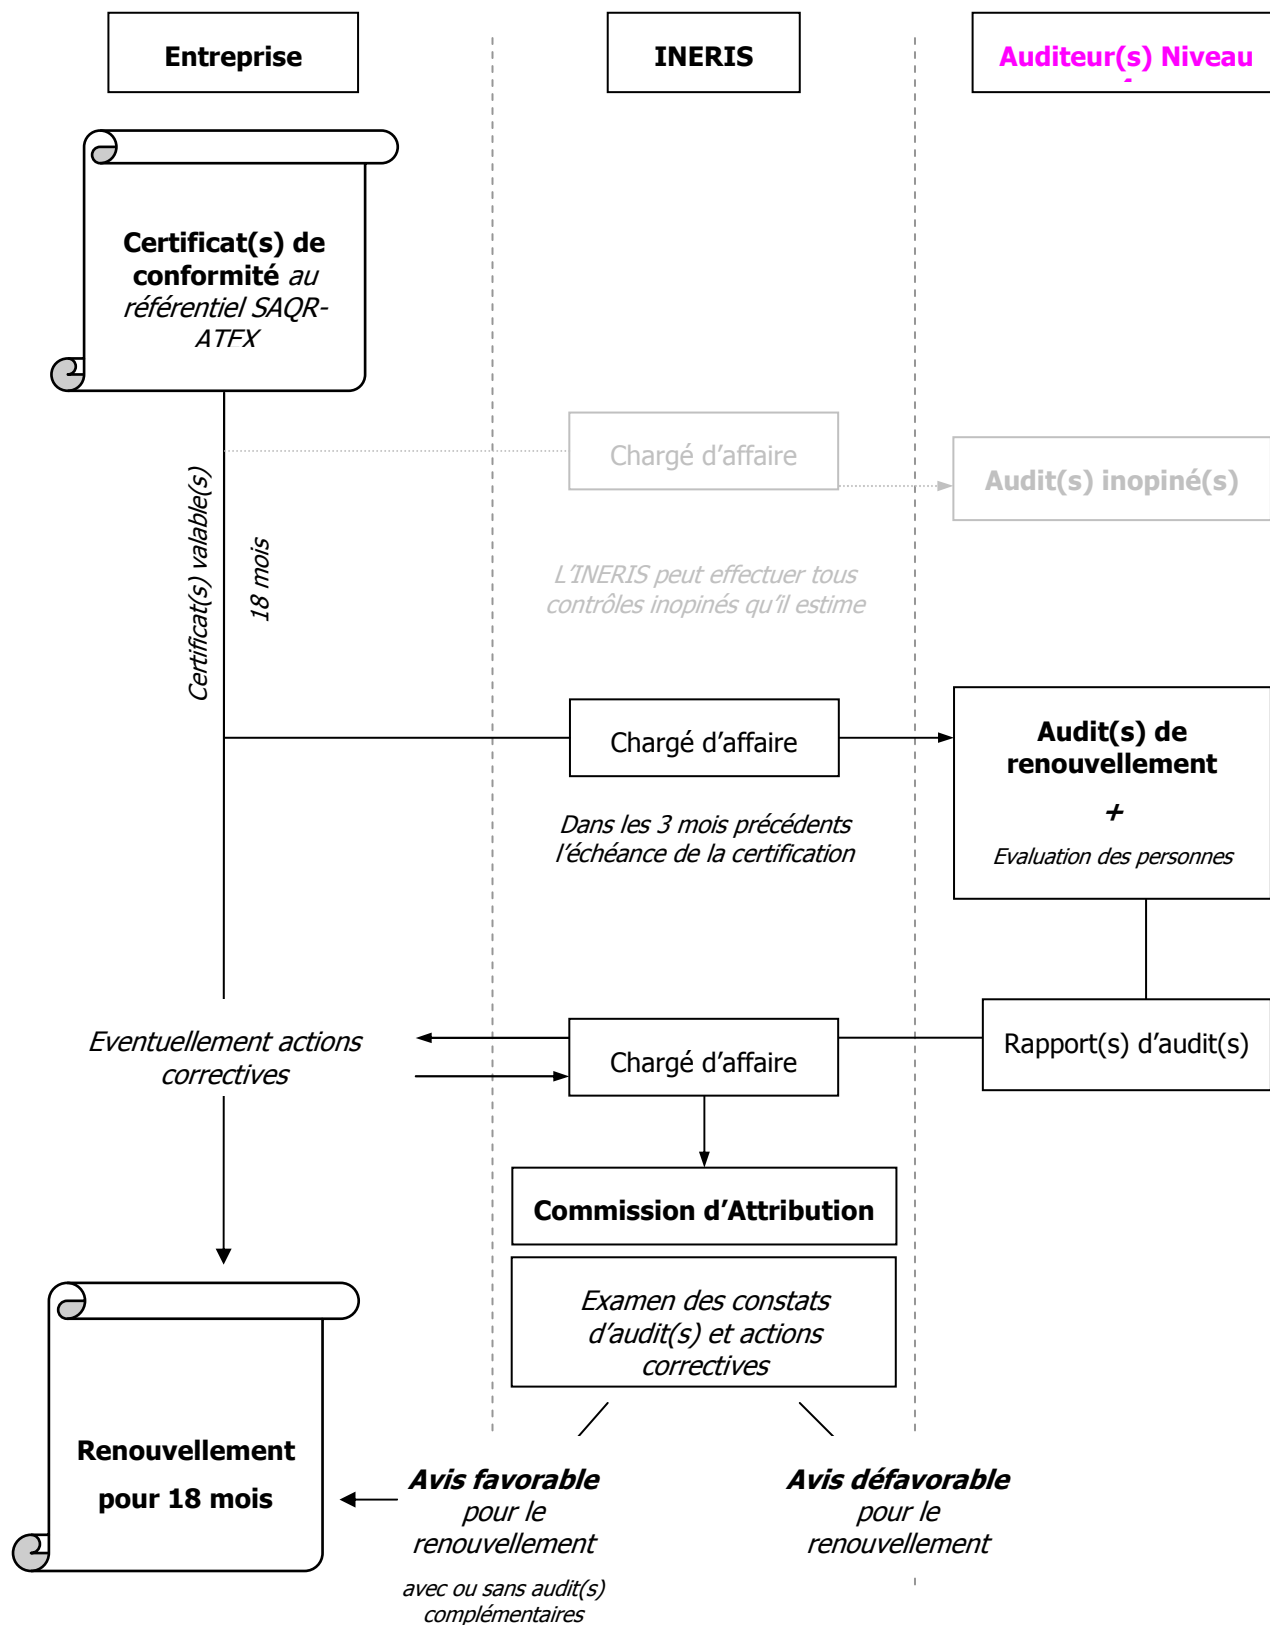 Entreprise
INERIS
Auditeur(s) Niveau
Certificat(s) de
conformité au
référentiel SAQR-
ATFX
Certificat(s) valable(s)
18 mois
Chargé d'affaire
Audit(s) inopiné(s)
L'INERIS peut effectuer tous
contrôles inopinés qu'il estime
Chargé d'affaire
Audit(s) de
renouvellement
+
Evaluation des personnes
Dans les 3 mois précédents
l'échéance de la certification
Eventuellement actions
correctives
Chargé d'affaire
Rapport(s) d'audit(s)
Commission d'Attribution
Examen des constats
d'audit(s) et actions
correctives
Renouvellement
pour 18 mois
Avis favorable
pour le
renouvellement
avec ou sans audit(s)
complémentaires
Avis défavorable
pour le
renouvellement